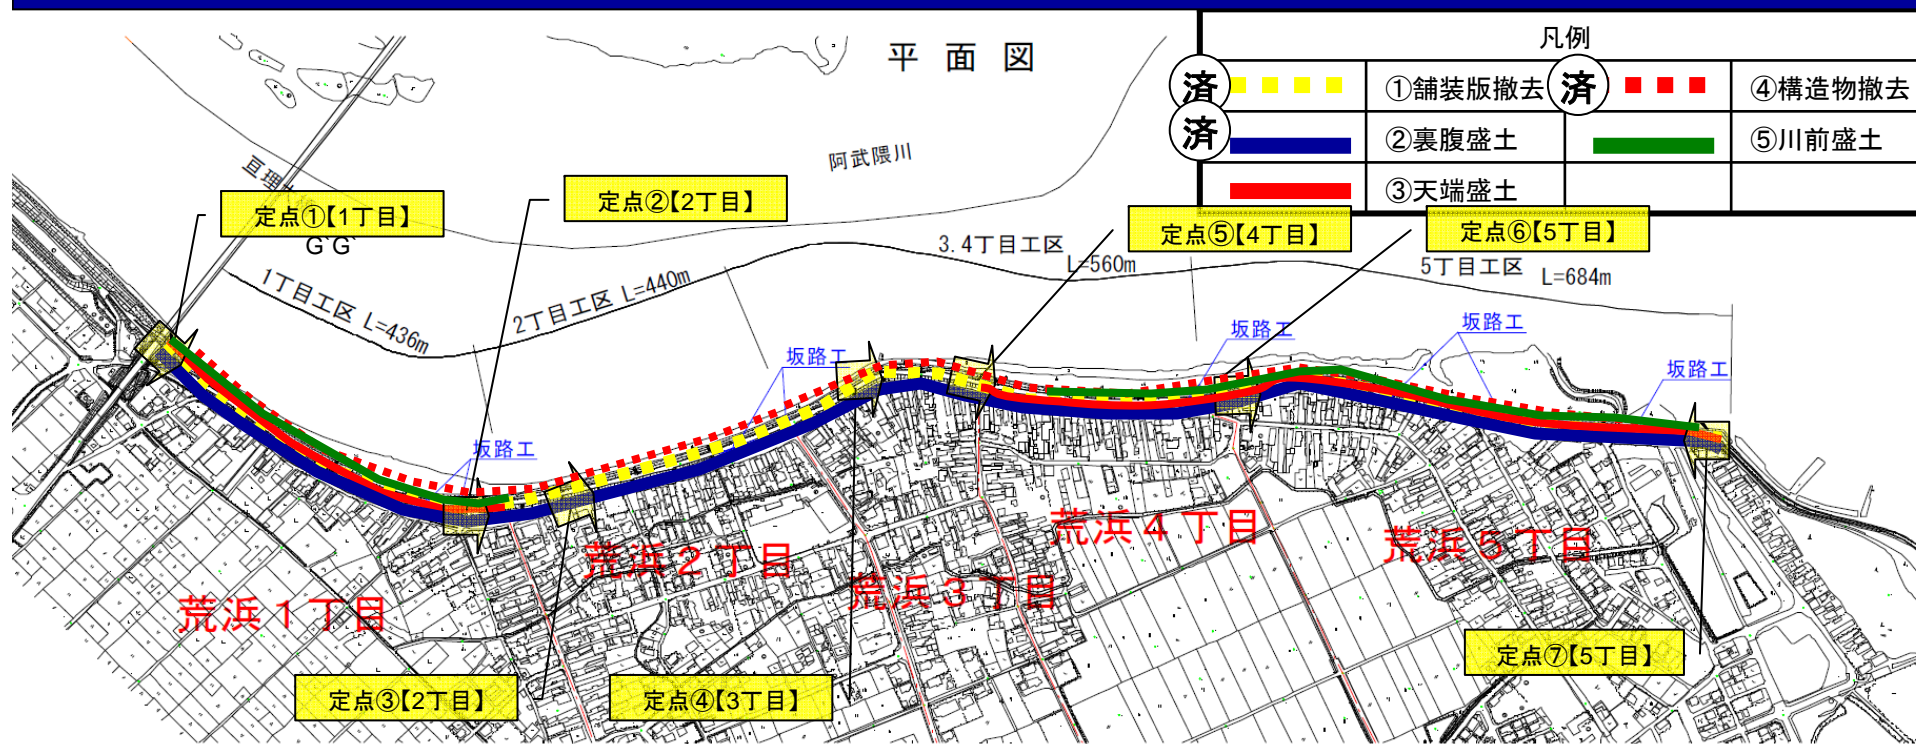 平面図
凡例
済 ①舗装版撤去 済 ④構造物撤去
済 ②裏腹盛土 ⑤川前盛土
③天端盛土
阿武隈川
亘理
定点①【1丁目】
定点②【2丁目】
定点⑤【4丁目】
定点⑥【5丁目】
G G
1丁目工区 L=436m
2丁目工区 L=440m
3.4丁目工区
L=560m
5丁目工区
L=684m
坂路工
坂路工
坂路工
坂路工
坂路工
荒浜1丁目
荒浜2丁目
荒浜3丁目
荒浜4丁目
荒浜5丁目
定点③【2丁目】
定点④【3丁目】
定点⑦【5丁目】